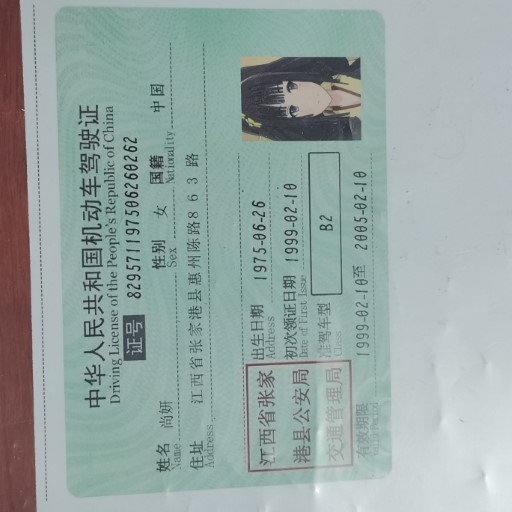 中华人民共和国机动车驾驶证
Driving License of the People's Republic of China
证号 829571197506260262
姓名 尚妍 性别 女 国籍 中国
Name Sex Nationality
住址 江西省张家港县惠州陈路863路
Address
出生日期 1975-06-26
Address
初次领证日期 1999-02-10
Date of First Issue
准驾车型 B2
Class
有效期限 1999-02-10至 2005-02-10
江西省张家
港县公安局
交通管理局